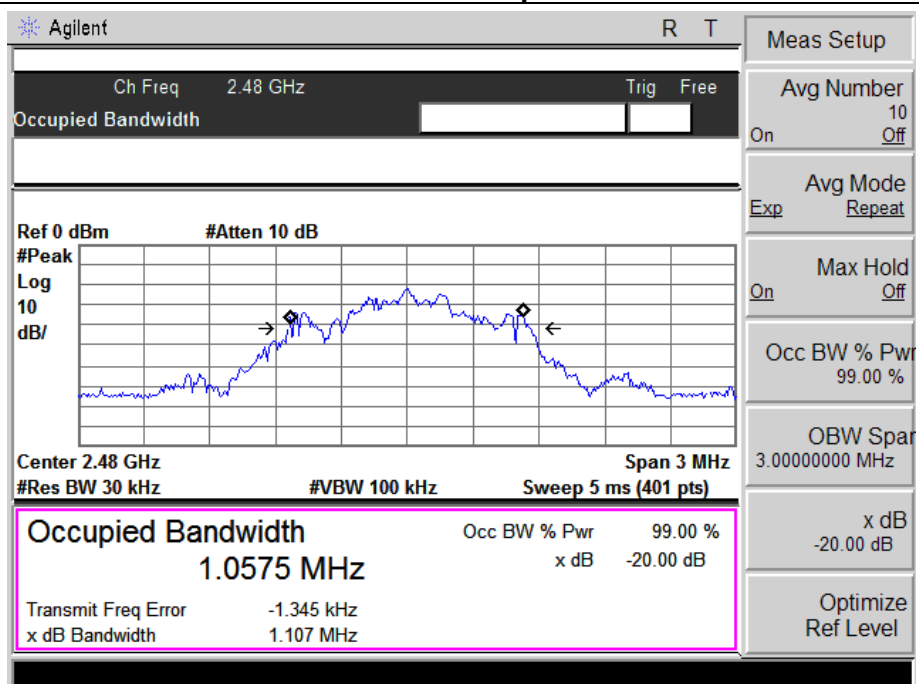 Agilent
R T
Ch Freq 2.48 GHz Trig Free
Occupied Bandwidth
Ref 0 dBm #Atten 10 dB
#Peak
Log
10
dB/
Center 2.48 GHz Span 3 MHz
#Res BW 30 kHz #VBW 100 kHz Sweep 5 ms (401 pts)
Occupied Bandwidth
1.0575 MHz
Occ BW % Pwr 99.00 %
x dB -20.00 dB
Transmit Freq Error -1.345 kHz
x dB Bandwidth 1.107 MHz
Meas Setup
Avg Number
10
On Off
Avg Mode
Exp Repeat
Max Hold
On Off
Occ BW % Pwr
99.00 %
OBW Spar
3.00000000 MHz
x dB
-20.00 dB
Optimize
Ref Level